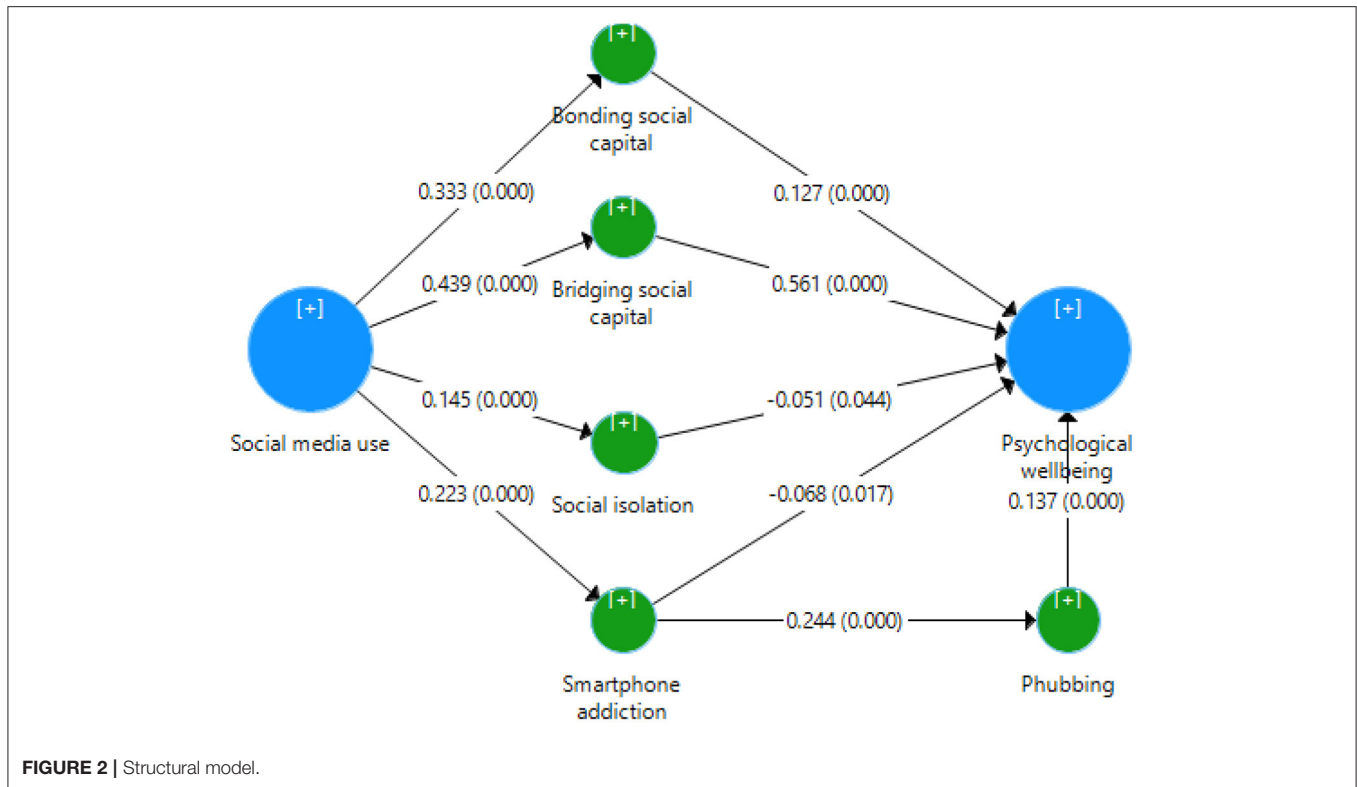 [+]
Bonding social
capital
0.333 (0.000)
0.127 (0.000)
[+]
0.439 (0.000)
Bridging social
capital
0.561 (0.000)
[+]
Social media use
[+]
Psychological
wellbeing
0.145 (0.000)
-0.051 (0.044)
[+]
Social isolation
0.223 (0.000)
-0.068 (0.017)
0.137 (0.000)
[+]
Smartphone
addiction
0.244 (0.000)
[+]
Phubbing
FIGURE 2 | Structural model.